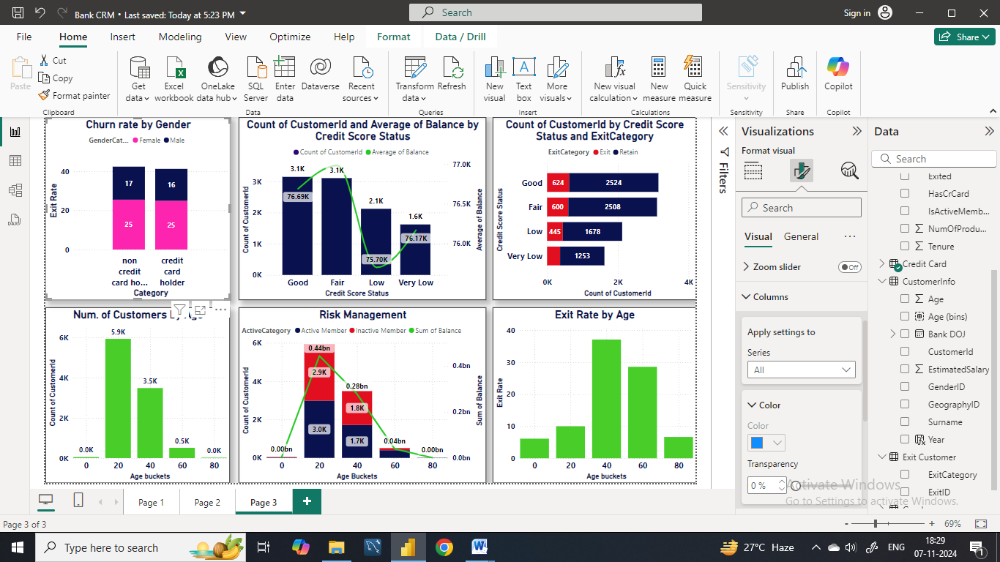 Bank CRM • Last saved: Today at 5:23 PM
Search
Sign in
File Home Insert Modeling View Optimize Help Format Data / Drill
Share
Paste
Cut
Copy
Format painter
Get data
Excel workbook
OneLake data hub
SQL Server
Enter data
Dataverse
Recent sources
Transform data
Refresh
New visual
Text box
More visuals
New visual calculation
New measure
Quick measure
Sensitivity
Publish
Copilot
Clipboard Data Queries Insert Calculations Sensitivity Share Copilot
Churn rate by Gender
GenderCat... Female Male
Exit Rate
40
20
0
17
25
16
25
non credit card ho...
credit card holder
Category
Count of CustomerId and Average of Balance by
Credit Score Status
Count of CustomerId Average of Balance
Count of CustomerId
3K
2K
1K
0K
3.1K
3.1K
2.1K
1.6K
76.69K
75.70K
76.17K
77.0K
76.5K
76.0K
Average of Balance
Good Fair Low Very Low
Credit Score Status
Count of CustomerId by Credit Score
Status and ExitCategory
ExitCategory Exit Retain
Credit Score Status
Good 624 2524
Fair 600 2508
Low 445 1678
Very Low 1253
0K 2K 4K
Count of CustomerId
Num. of Customers
Count of CustomerId
6K
4K
2K
0K
0.0K
5.9K
3.5K
0.5K
0.0K
0 20 40 60 80
Age buckets
Risk Management
ActiveCategory Active Member Inactive Member Sum of Balance
Count of CustomerId
6K
4K
2K
0K
0.00bn
0.44bn
2.9K
3.0K
0.28bn
1.8K
1.7K
0.04bn
0.00bn
0.4bn
0.2bn
0.0bn
Sum of Balance
0 20 40 60 80
Age Buckets
Exit Rate by Age
Exit Rate
40
30
20
10
0
0 20 40 60 80
Age buckets
Filters
Visualizations
Format visual
Search
Visual General
Zoom slider Off
Columns
Apply settings to
Series
All
Color
Color
Transparency
0 %
Data
Search
Exited
HasCrCard
IsActiveMemb...
NumOfProdu...
Tenure
Credit Card
CustomerInfo
Age
Age (bins)
Bank DOJ
CustomerId
EstimatedSalary
GenderID
GeographyID
Surname
Year
Exit Customer
ExitCategory
ExitID
Activate Windows
Go to Settings to activate Windows.
Page 1 Page 2 Page 3 +
Page 3 of 3
- + 69%
Type here to search
27°C Haze
ENG
18:29
07-11-2024
1